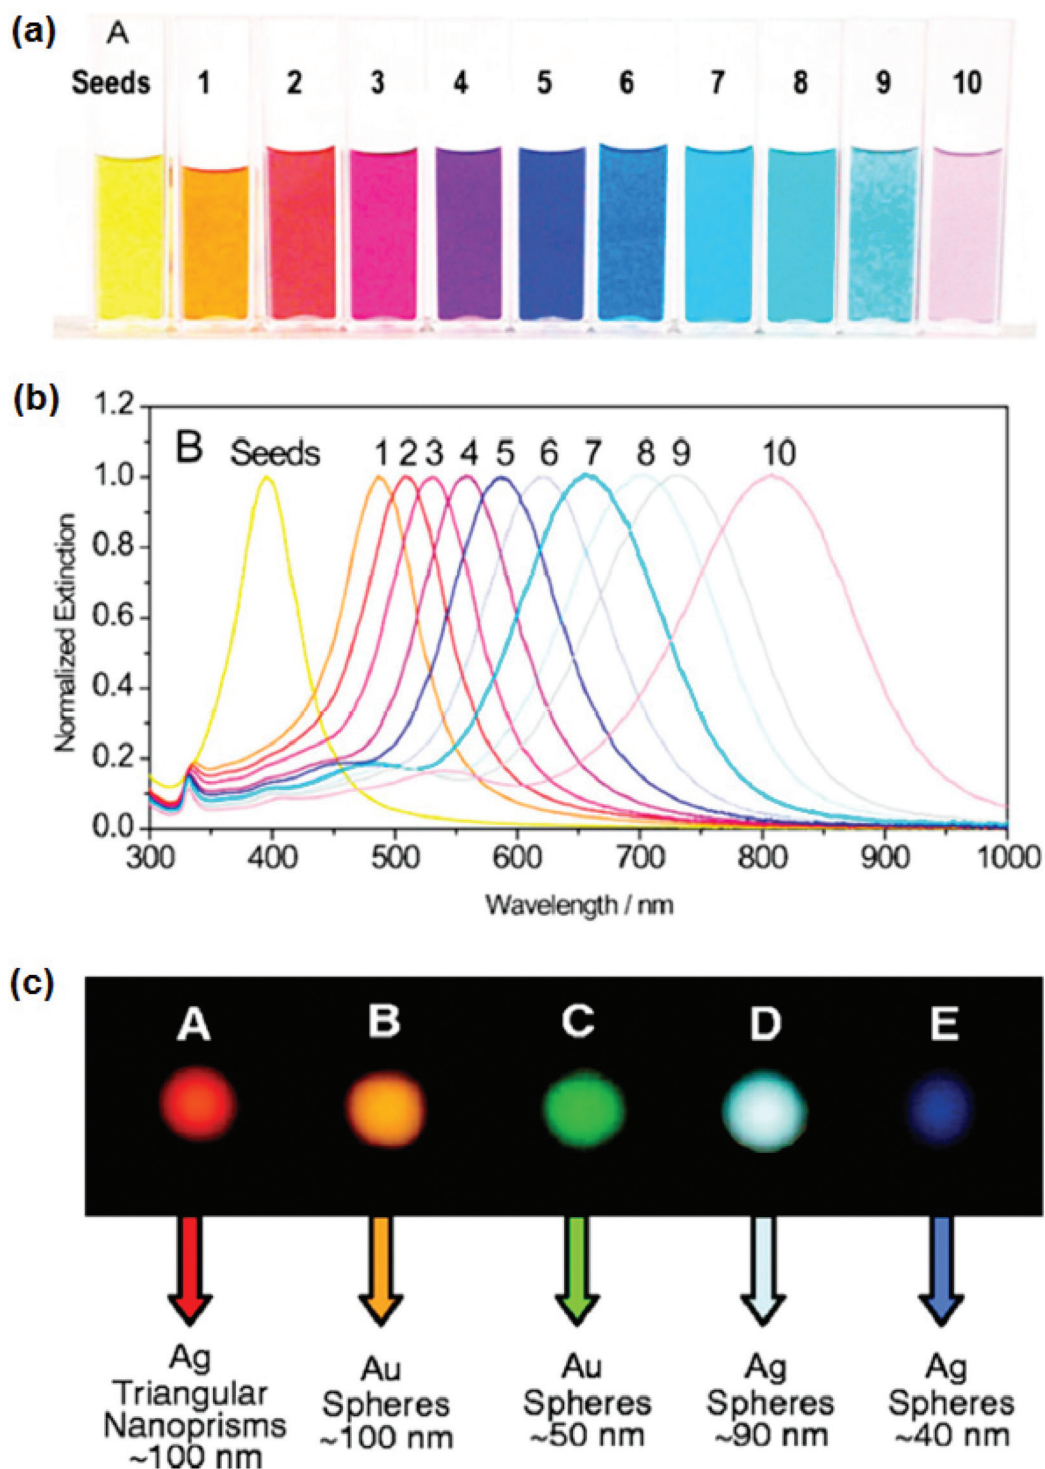 (a)
A
Seeds 1 2 3 4 5 6 7 8 9 10
(b)
B Seeds 1 2 3 4 5 6 7 8 9 10
1.2
1.0
0.8
0.6
0.4
0.2
0.0
Normalized Extinction
300 400 500 600 700 800 900 1000
Wavelength / nm
(c)
A B C D E
Ag
Triangular
Nanoprisms
~100 nm
Au
Spheres
~100 nm
Au
Spheres
~50 nm
Ag
Spheres
~90 nm
Ag
Spheres
~40 nm